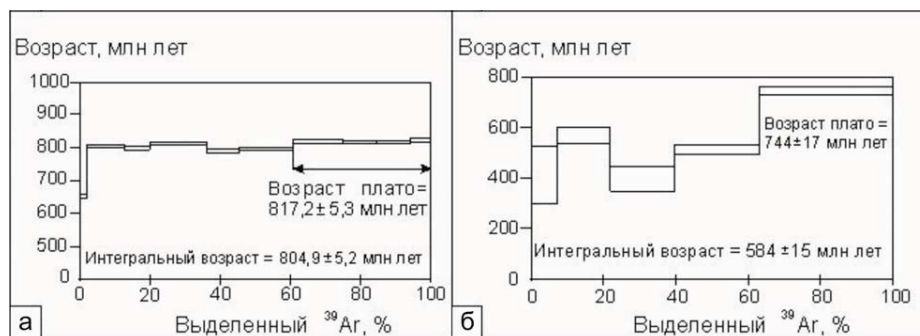 Возраст, млн лет
1000
900
800
700
600
500
0
0
20
40
60
80
100
Возраст плато=
817,2±5,3 млн лет
Интегральный возраст = 804,9±5,2 млн лет
Выделенный ³⁹Ar, %
а
Возраст, млн лет
800
600
400
200
0
0
20
40
60
80
100
Возраст плато =
744±17 млн лет
Интегральный возраст = 584 ±15 млн лет
Выделенный ³⁹Ar, %
б